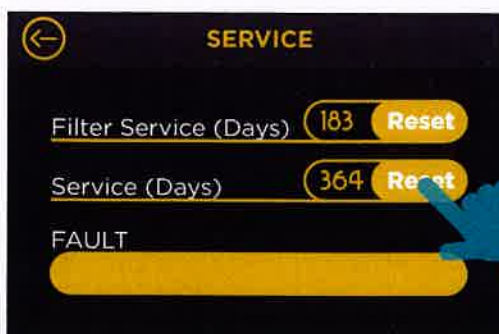 SERVICE
Filter Service (Days) 183 Reset
Service (Days) 364 Reset
FAULT